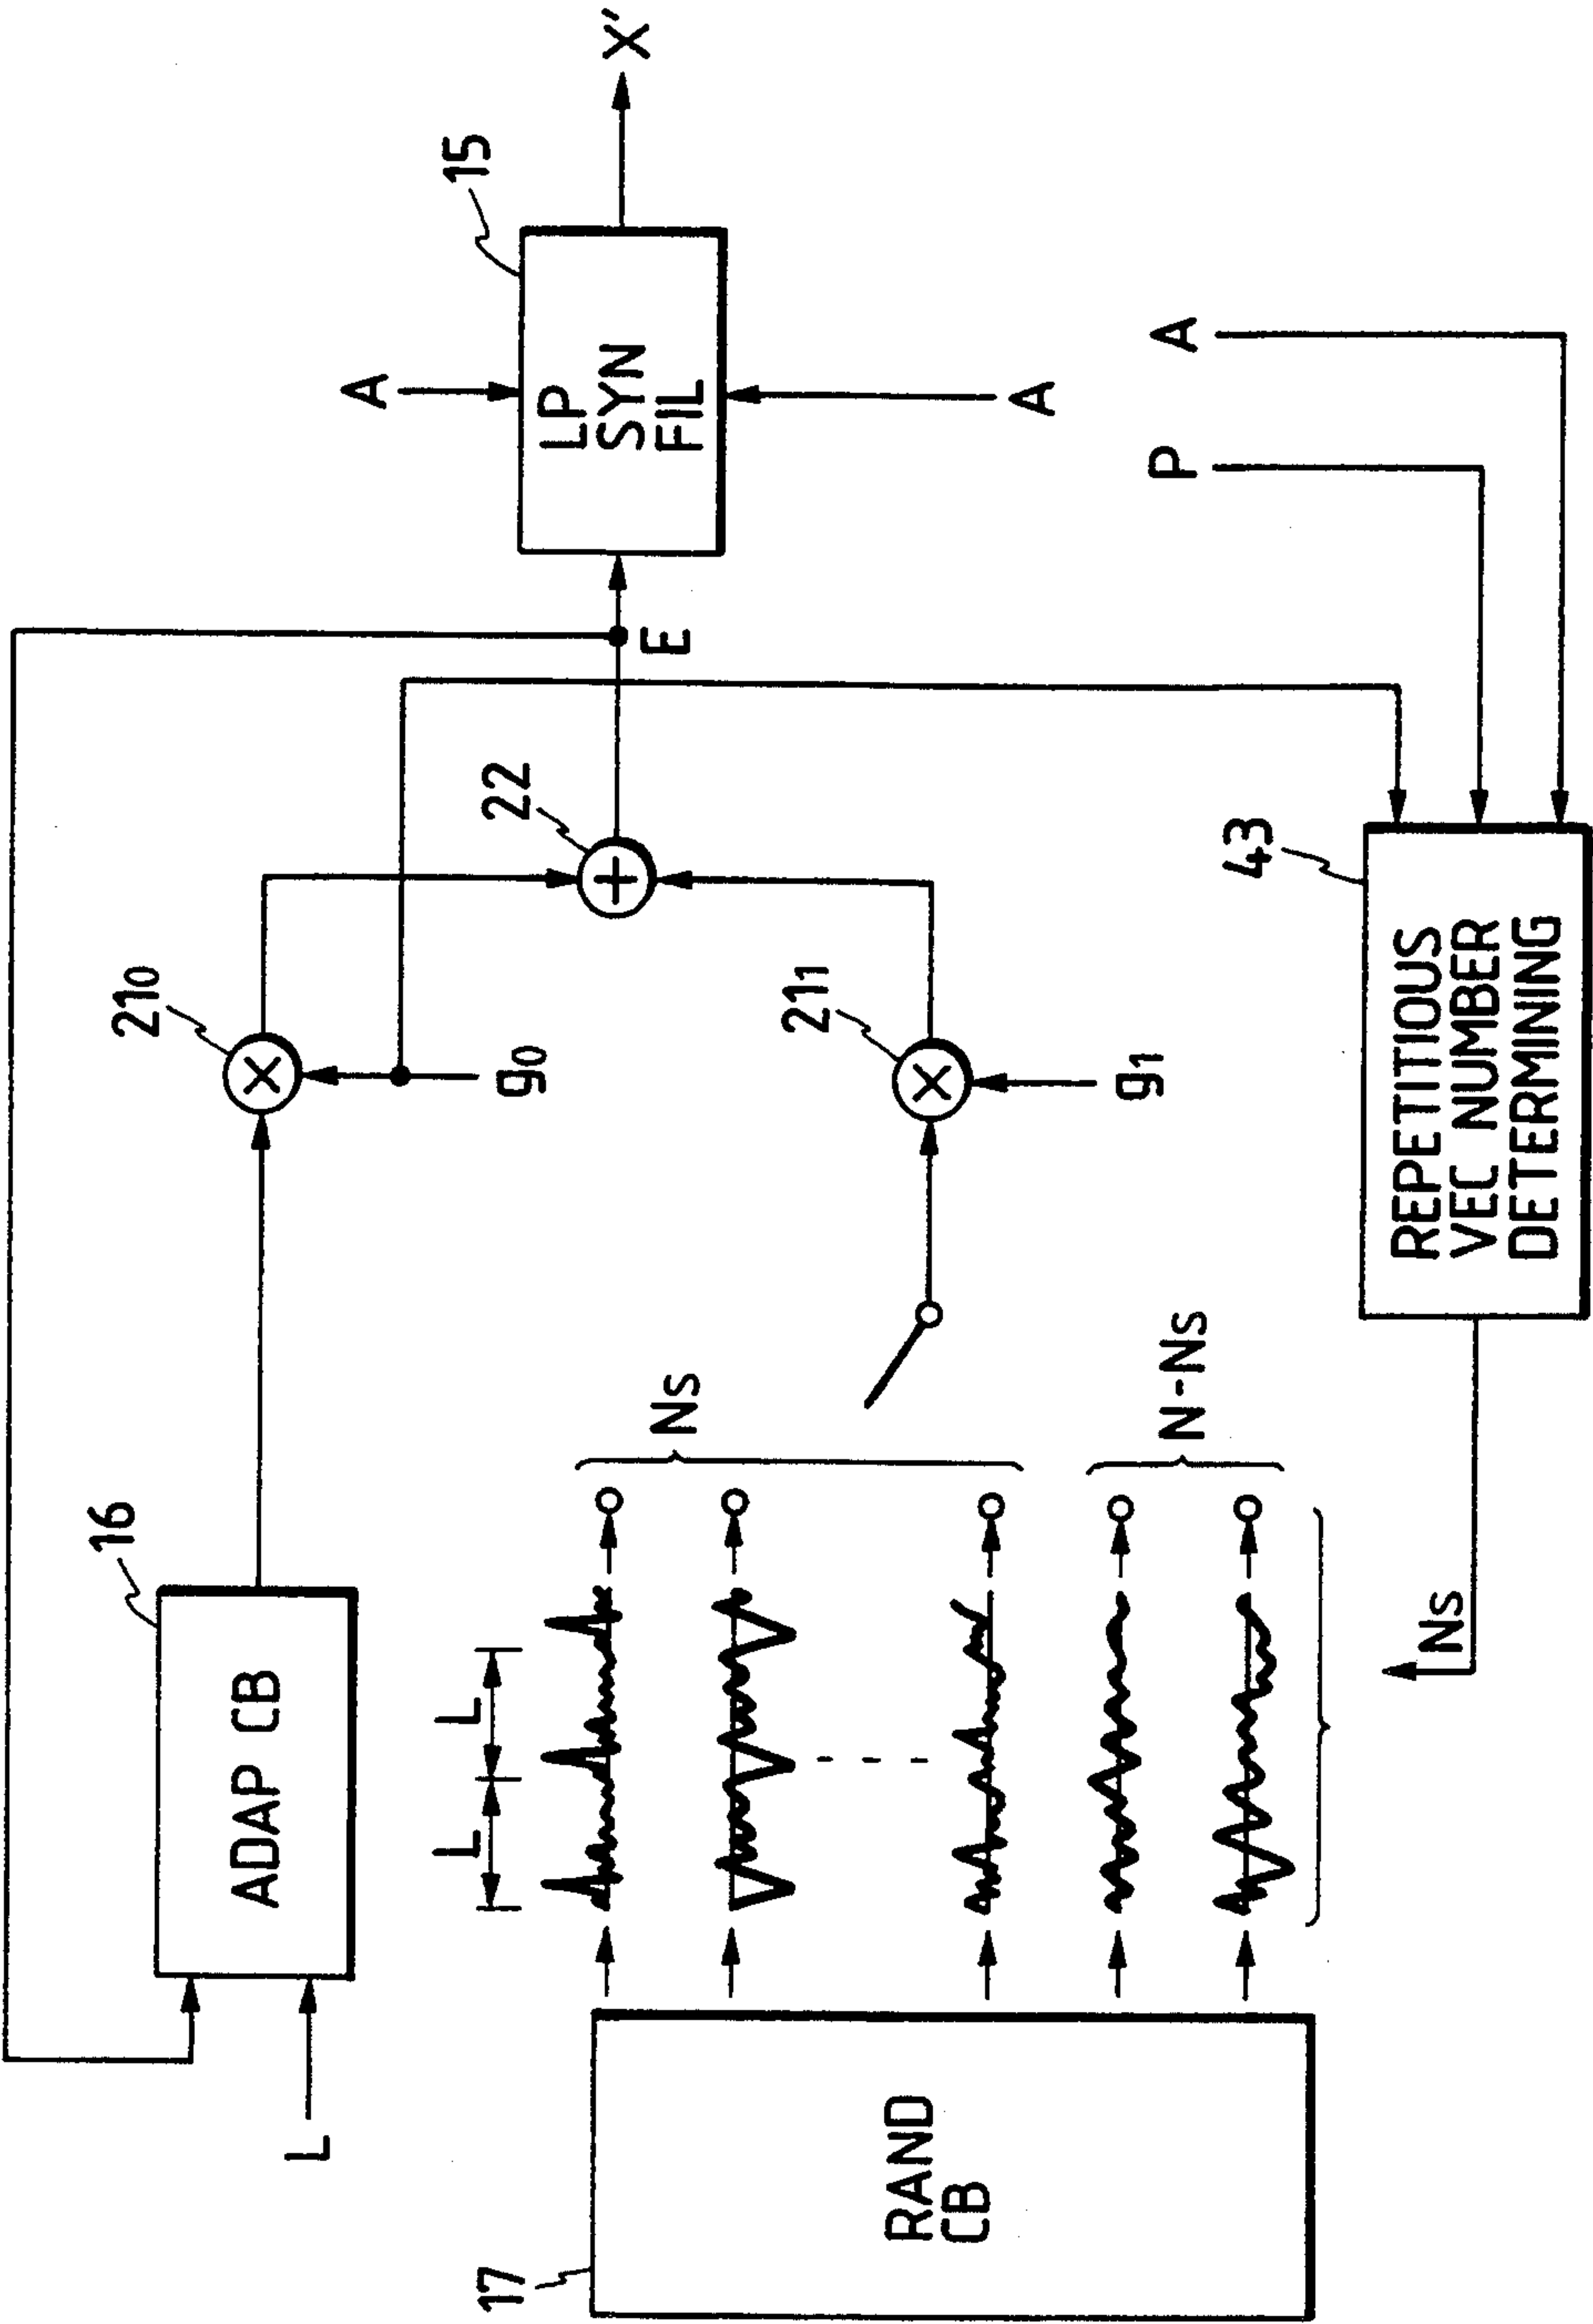 16
ADAP CB
L
210
g0
22
E
15
LP
SYN
FIL
A
A
X'
17
RAND
CB
L
L
Ns
N-Ns
211
g1
Ns
43
REPETITIOUS
VEC NUMBER
DETERMINING
P
A